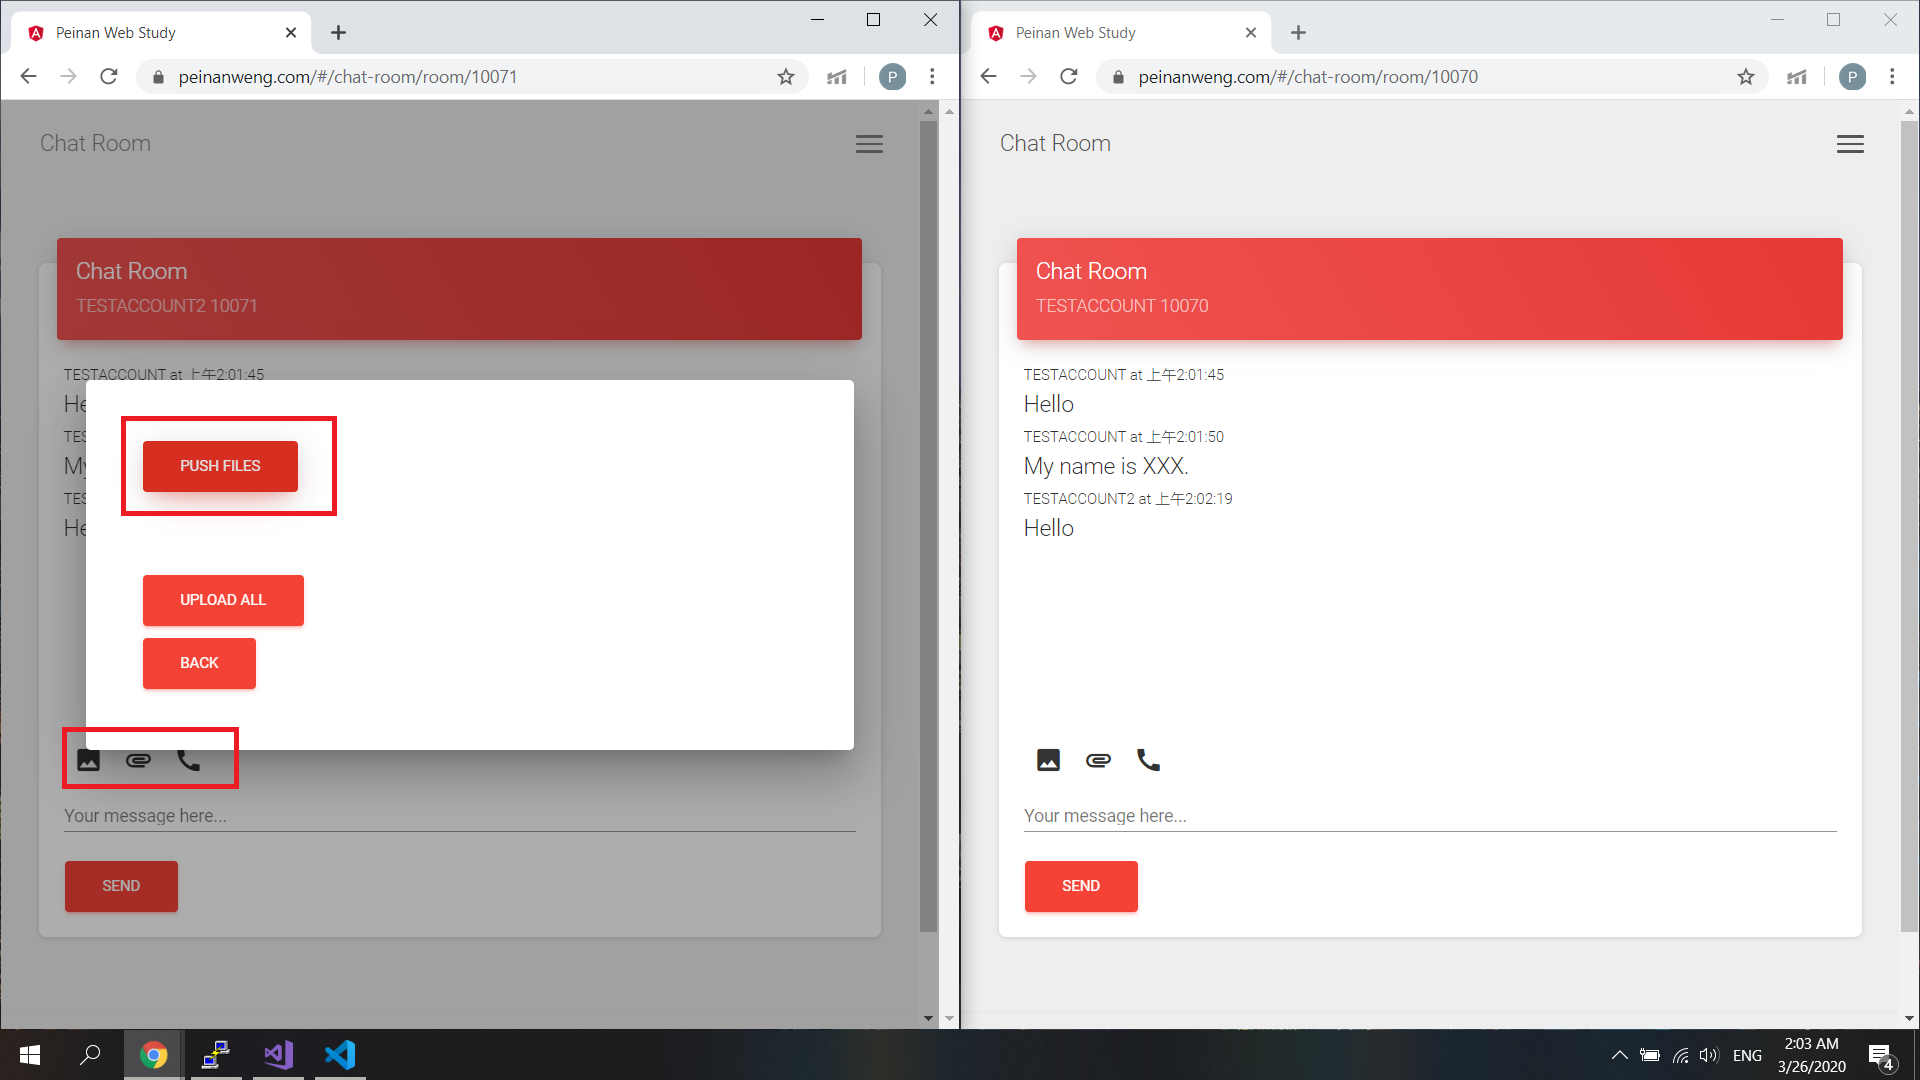 Peinan Web Study
peinanweng.com/#/chat-room/room/10071
P
Chat Room
Chat Room
TESTACCOUNT2 10071
TESTACCOUNT at 上午2:01:45
He
TES
My
TES
He
PUSH FILES
UPLOAD ALL
BACK
Your message here...
SEND
Peinan Web Study
peinanweng.com/#/chat-room/room/10070
P
Chat Room
Chat Room
TESTACCOUNT 10070
TESTACCOUNT at 上午2:01:45
Hello
TESTACCOUNT at 上午2:01:50
My name is XXX.
TESTACCOUNT2 at 上午2:02:19
Hello
Your message here...
SEND
ENG
2:03 AM
3/26/2020
4